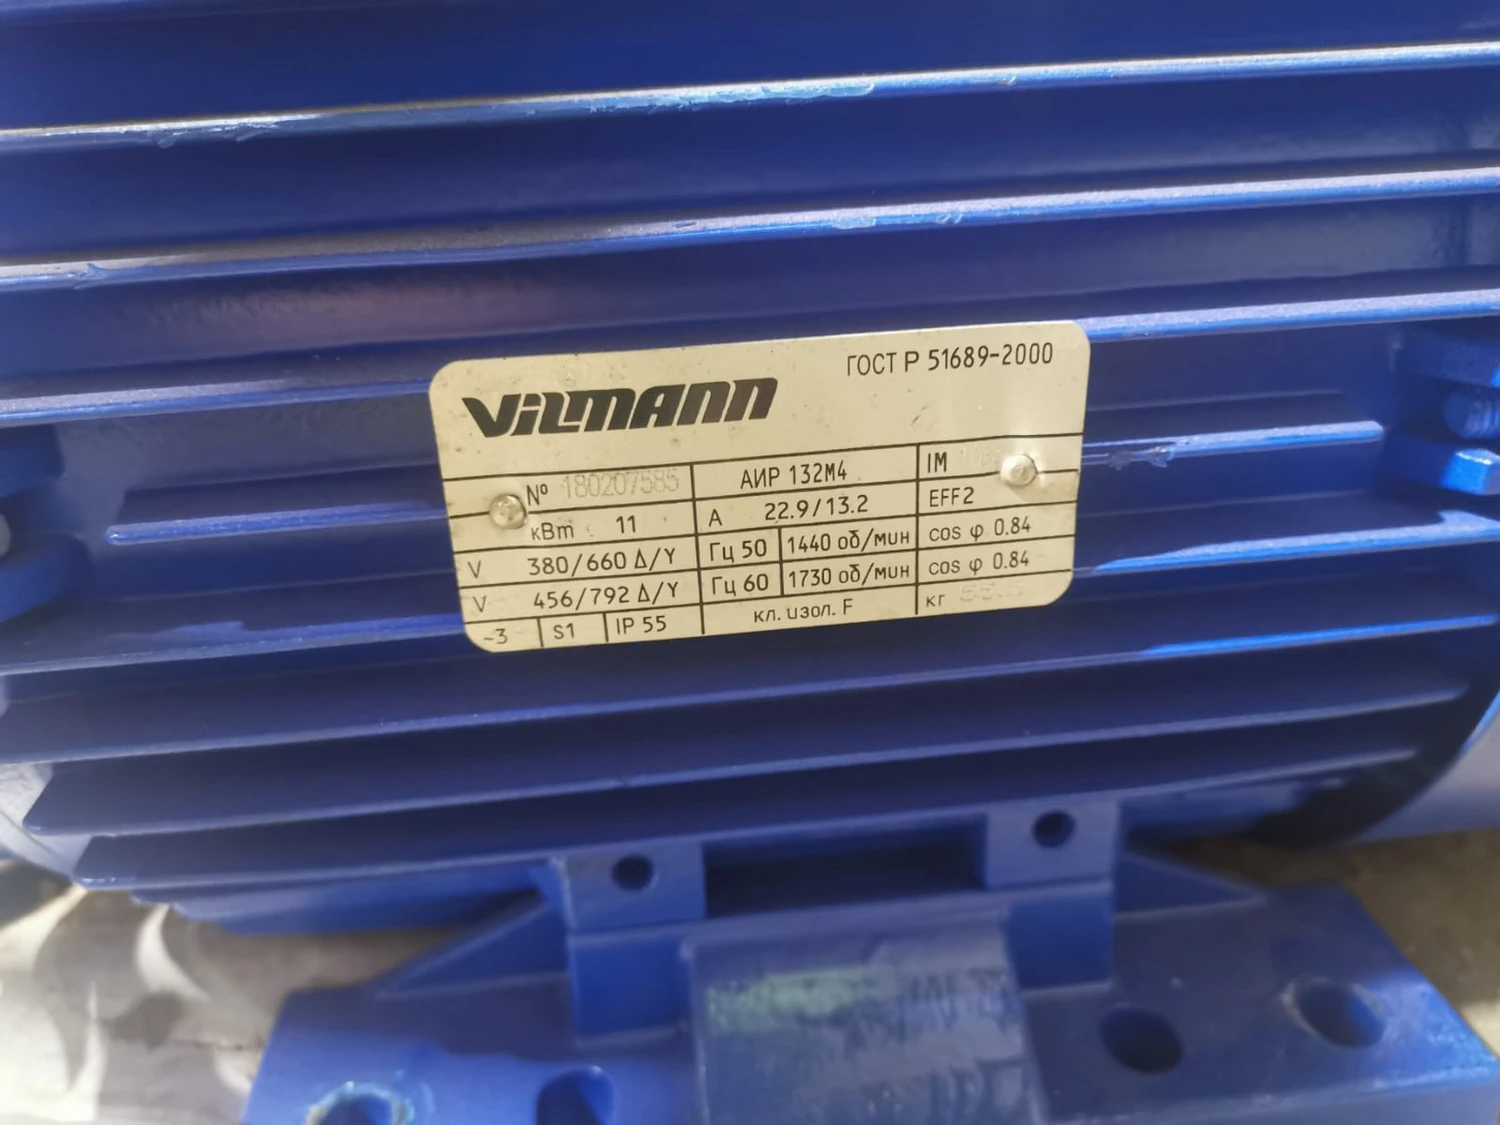 VILMANN ГОСТ Р 51689-2000
№ 180207585 АИР 132М4 IM
кВт 11 А 22.9/13.2 EFF2
V 380/660 Δ/Y Гц 50 1440 об/мин cos φ 0.84
V 456/792 Δ/Y Гц 60 1730 об/мин cos φ 0.84
~3 S1 IP 55 кл. изол. F кг